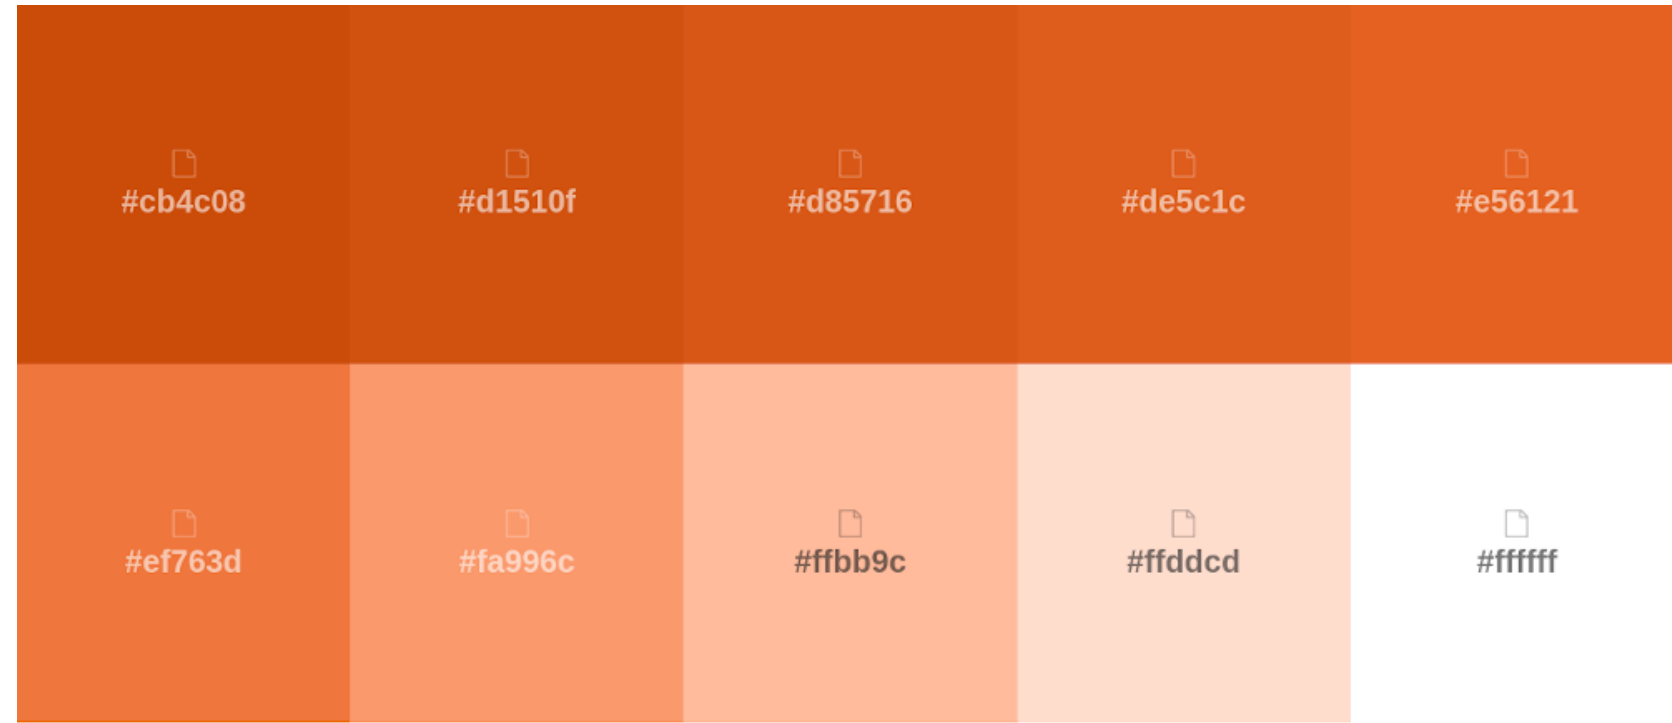 #cb4c08
#d1510f
#d85716
#de5c1c
#e56121
#ef763d
#fa996c
#ffbb9c
#ffddcd
#ffffff